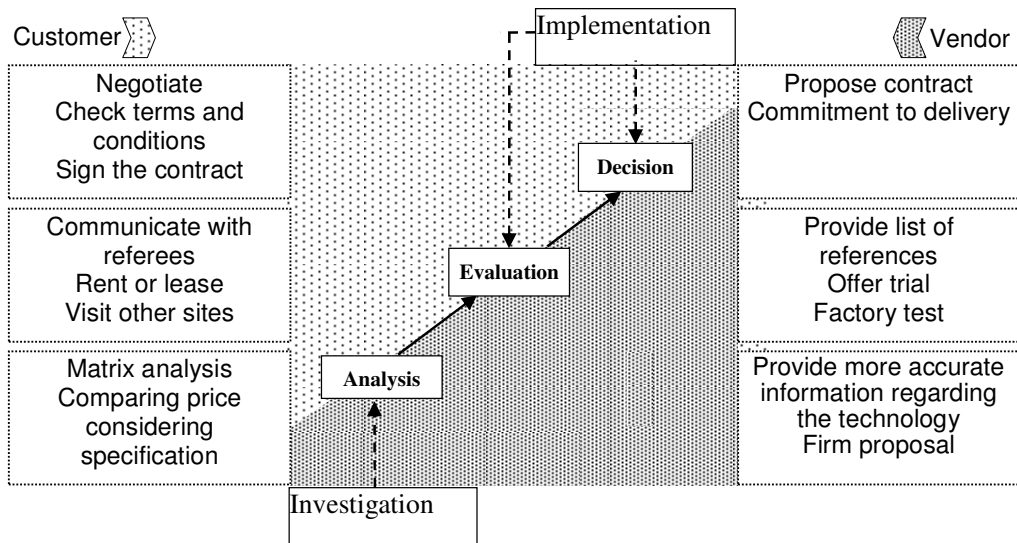 Customer
Implementation
Vendor
Negotiate
Check terms and
conditions
Sign the contract
Propose contract
Commitment to delivery
Decision
Communicate with
referees
Rent or lease
Visit other sites
Evaluation
Provide list of
references
Offer trial
Factory test
Matrix analysis
Comparing price
considering
specification
Analysis
Provide more accurate
information regarding
the technology
Firm proposal
Investigation